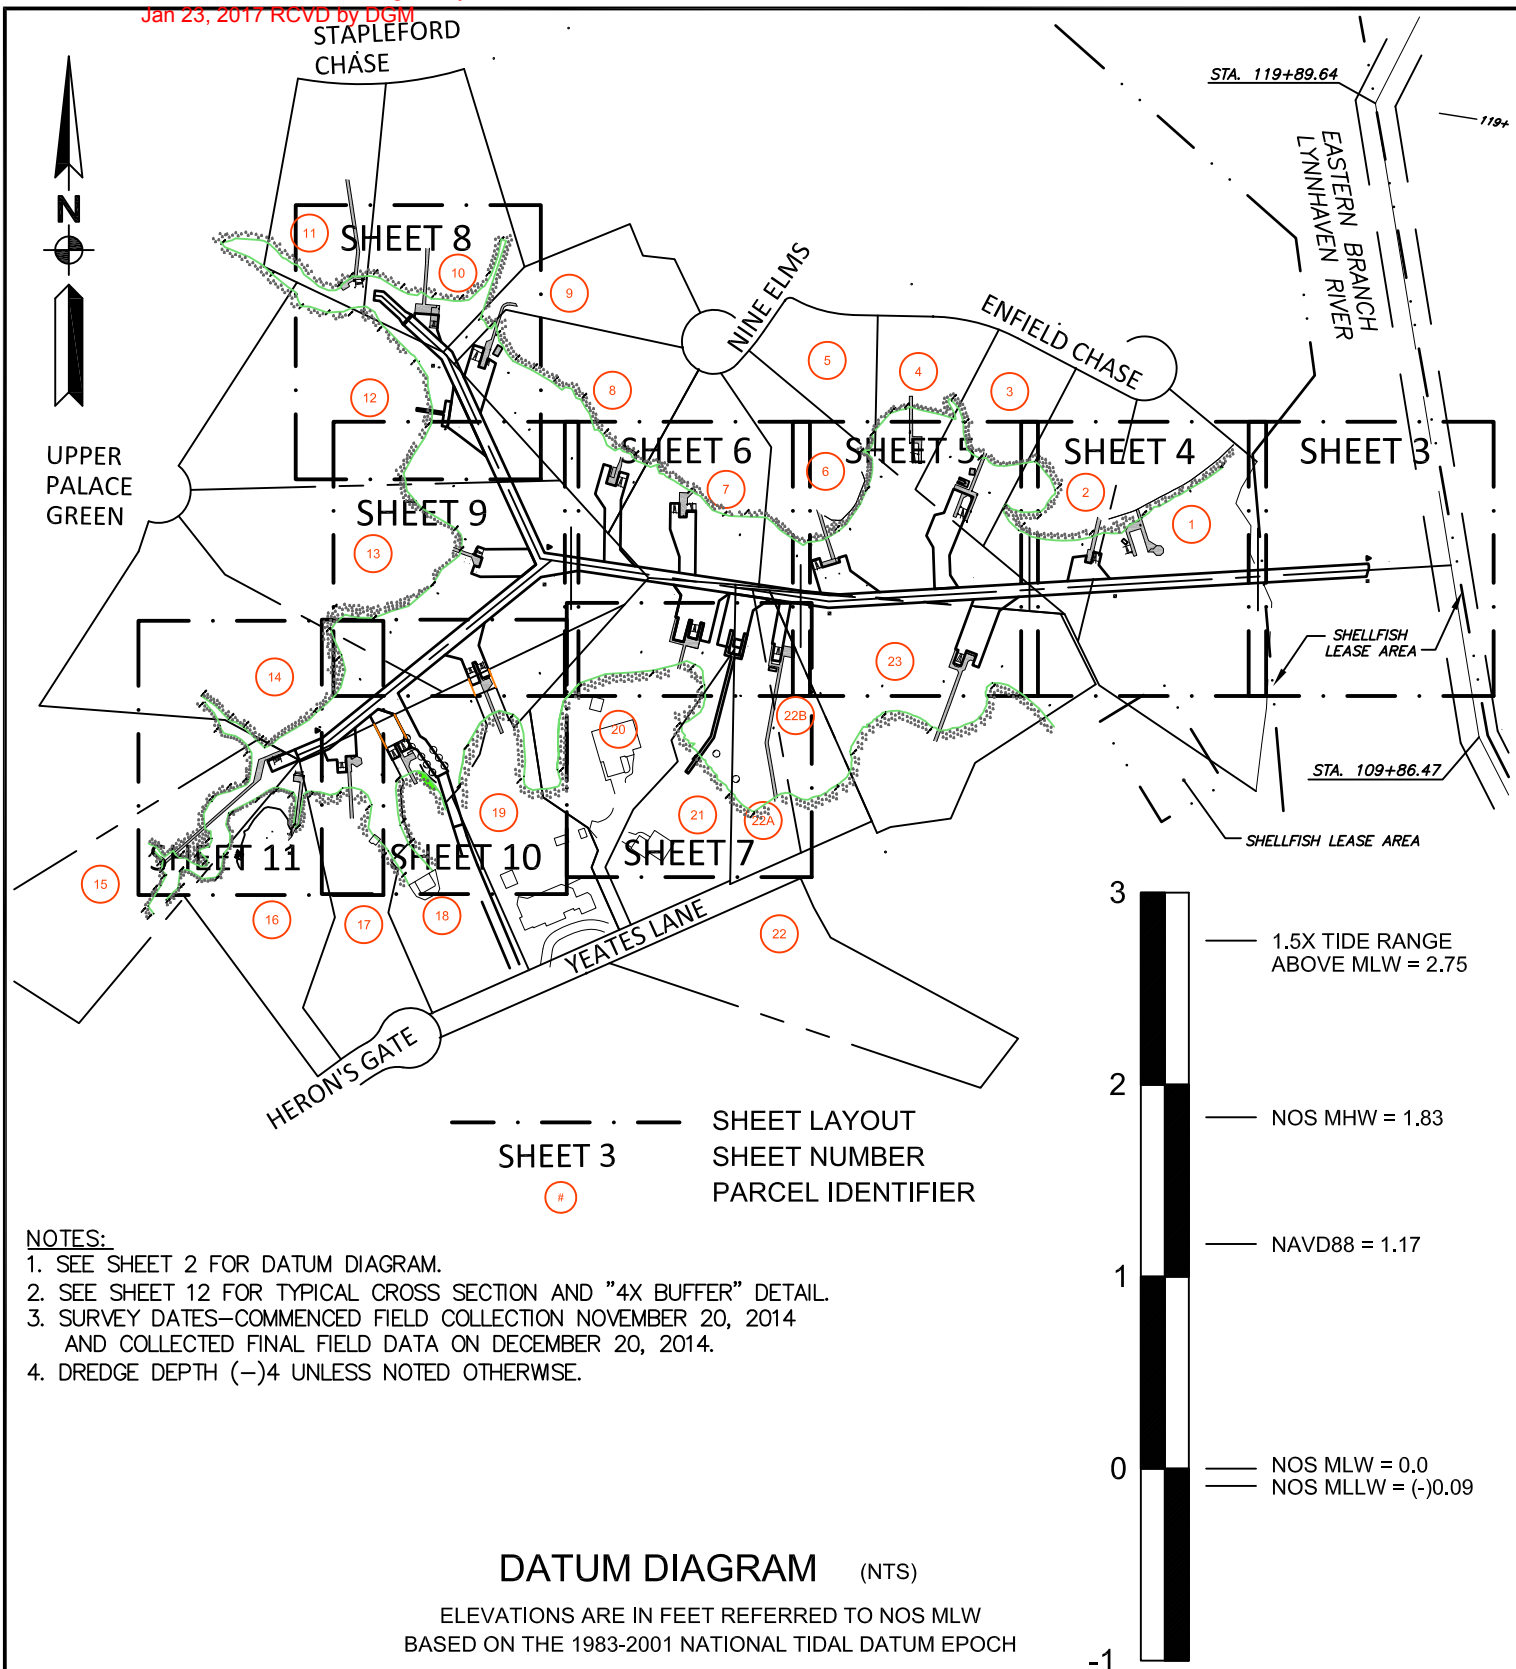 Jan 23, 2017 RCVD by DGM
STAPLEFORD
CHASE
STA. 119+89.64
119+
EASTERN BRANCH
LYNNHAVEN RIVER
N
11
SHEET 8
10
9
NINE ELMS
ENFIELD CHASE
5
4
3
8
12
UPPER
PALACE
GREEN
SHEET 6
SHEET 5
SHEET 4
SHEET 3
6
7
2
1
SHEET 9
13
SHELLFISH
LEASE AREA
14
23
22B
20
STA. 109+86.47
19
21
22A
SHELLFISH LEASE AREA
SHEET 11
SHEET 10
SHEET 7
15
16
17
18
22
YEATES LANE
HERON'S GATE
SHEET LAYOUT
SHEET 3
SHEET NUMBER
#
PARCEL IDENTIFIER
3
1.5X TIDE RANGE
ABOVE MLW = 2.75
2
NOS MHW = 1.83
NAVD88 = 1.17
1
0
NOS MLW = 0.0
NOS MLLW = (-)0.09
-1
NOTES:
1. SEE SHEET 2 FOR DATUM DIAGRAM.
2. SEE SHEET 12 FOR TYPICAL CROSS SECTION AND "4X BUFFER" DETAIL.
3. SURVEY DATES-COMMENCED FIELD COLLECTION NOVEMBER 20, 2014
AND COLLECTED FINAL FIELD DATA ON DECEMBER 20, 2014.
4. DREDGE DEPTH (-)4 UNLESS NOTED OTHERWISE.
DATUM DIAGRAM (NTS)
ELEVATIONS ARE IN FEET REFERRED TO NOS MLW
BASED ON THE 1983-2001 NATIONAL TIDAL DATUM EPOCH